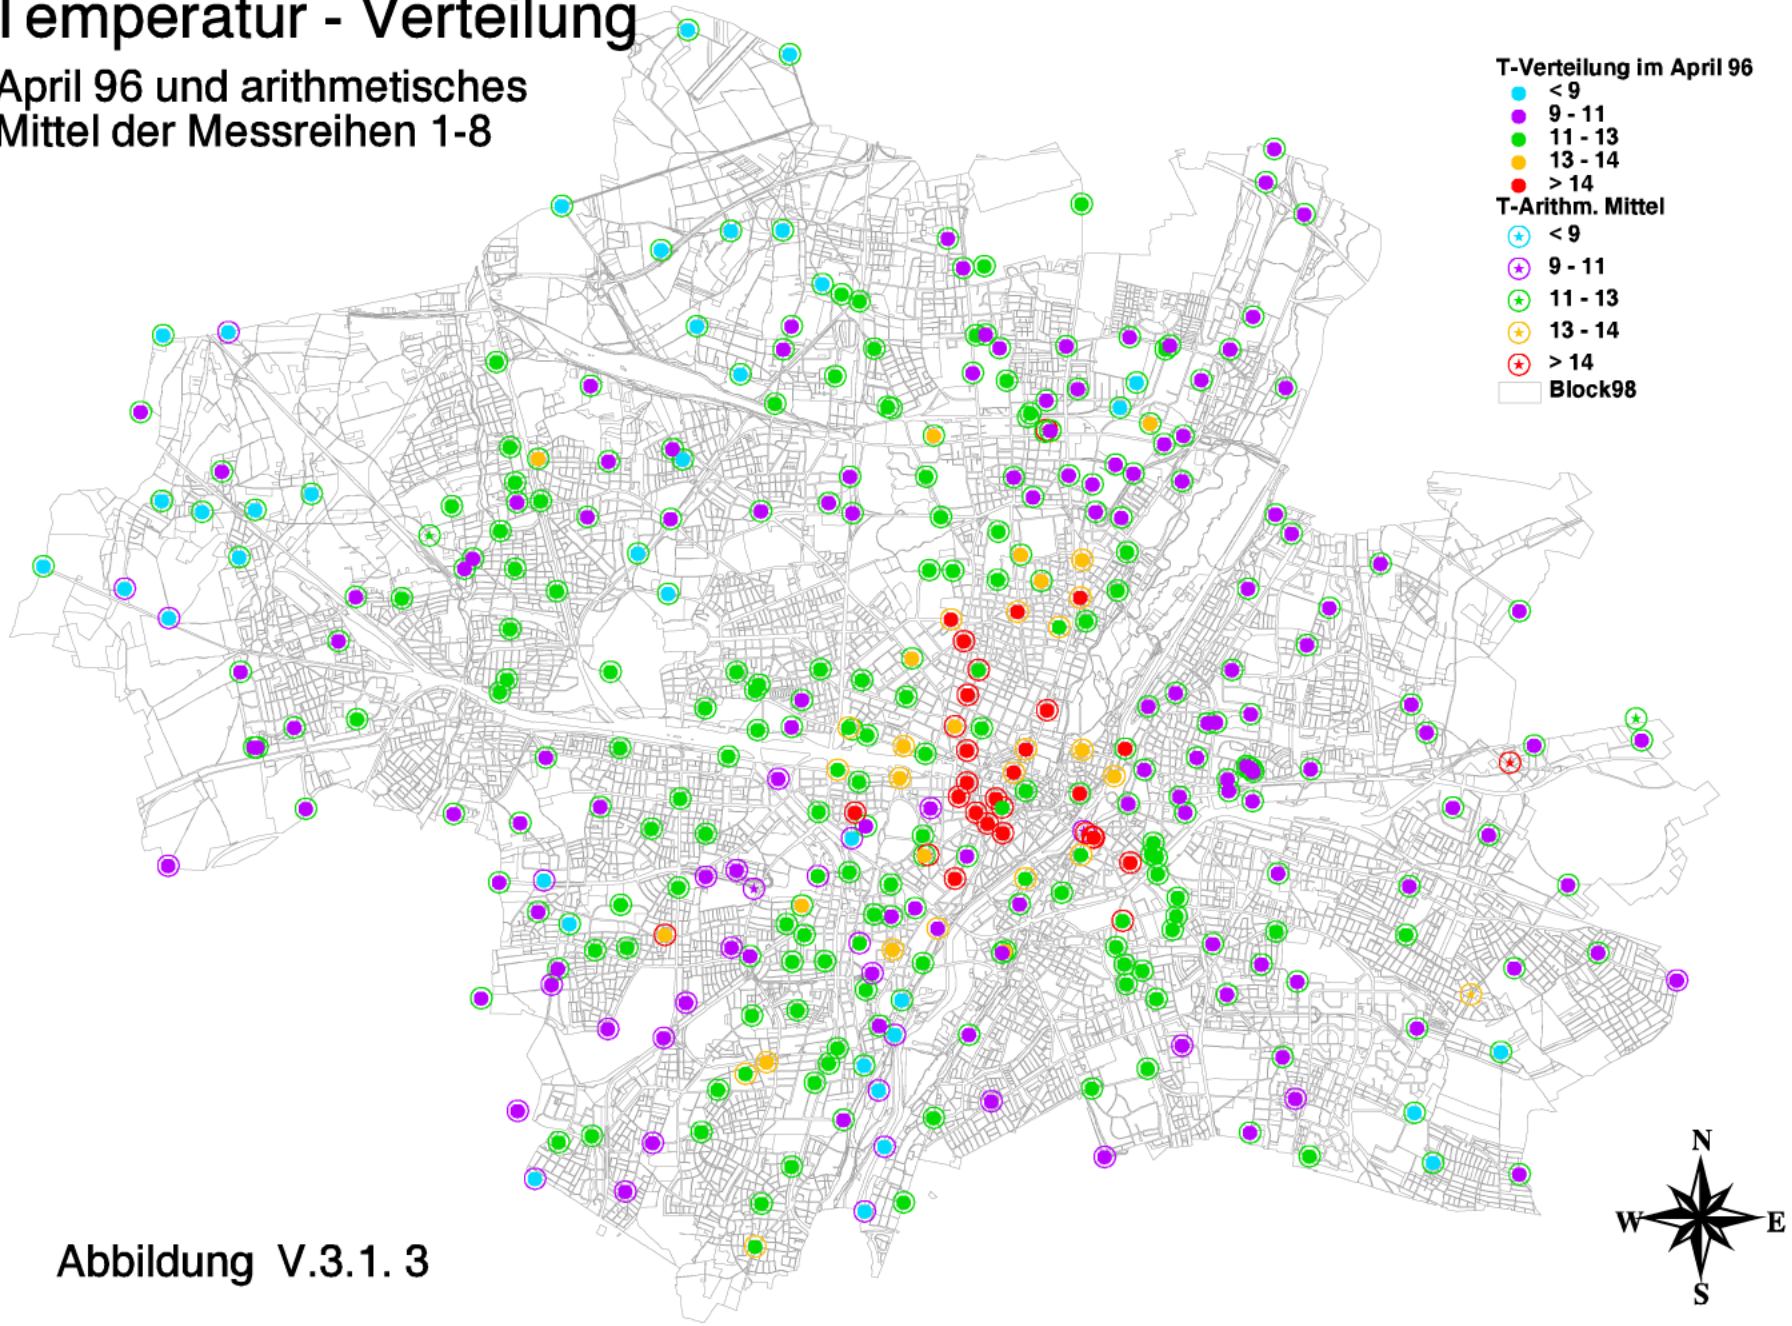 Temperatur - Verteilung
April 96 und arithmetisches
Mittel der Messreihen 1-8
T-Verteilung im April 96
< 9
9 - 11
11 - 13
13 - 14
> 14
T-Arithm. Mittel
< 9
9 - 11
11 - 13
13 - 14
> 14
Block98
N
W E
S
Abbildung V.3.1. 3